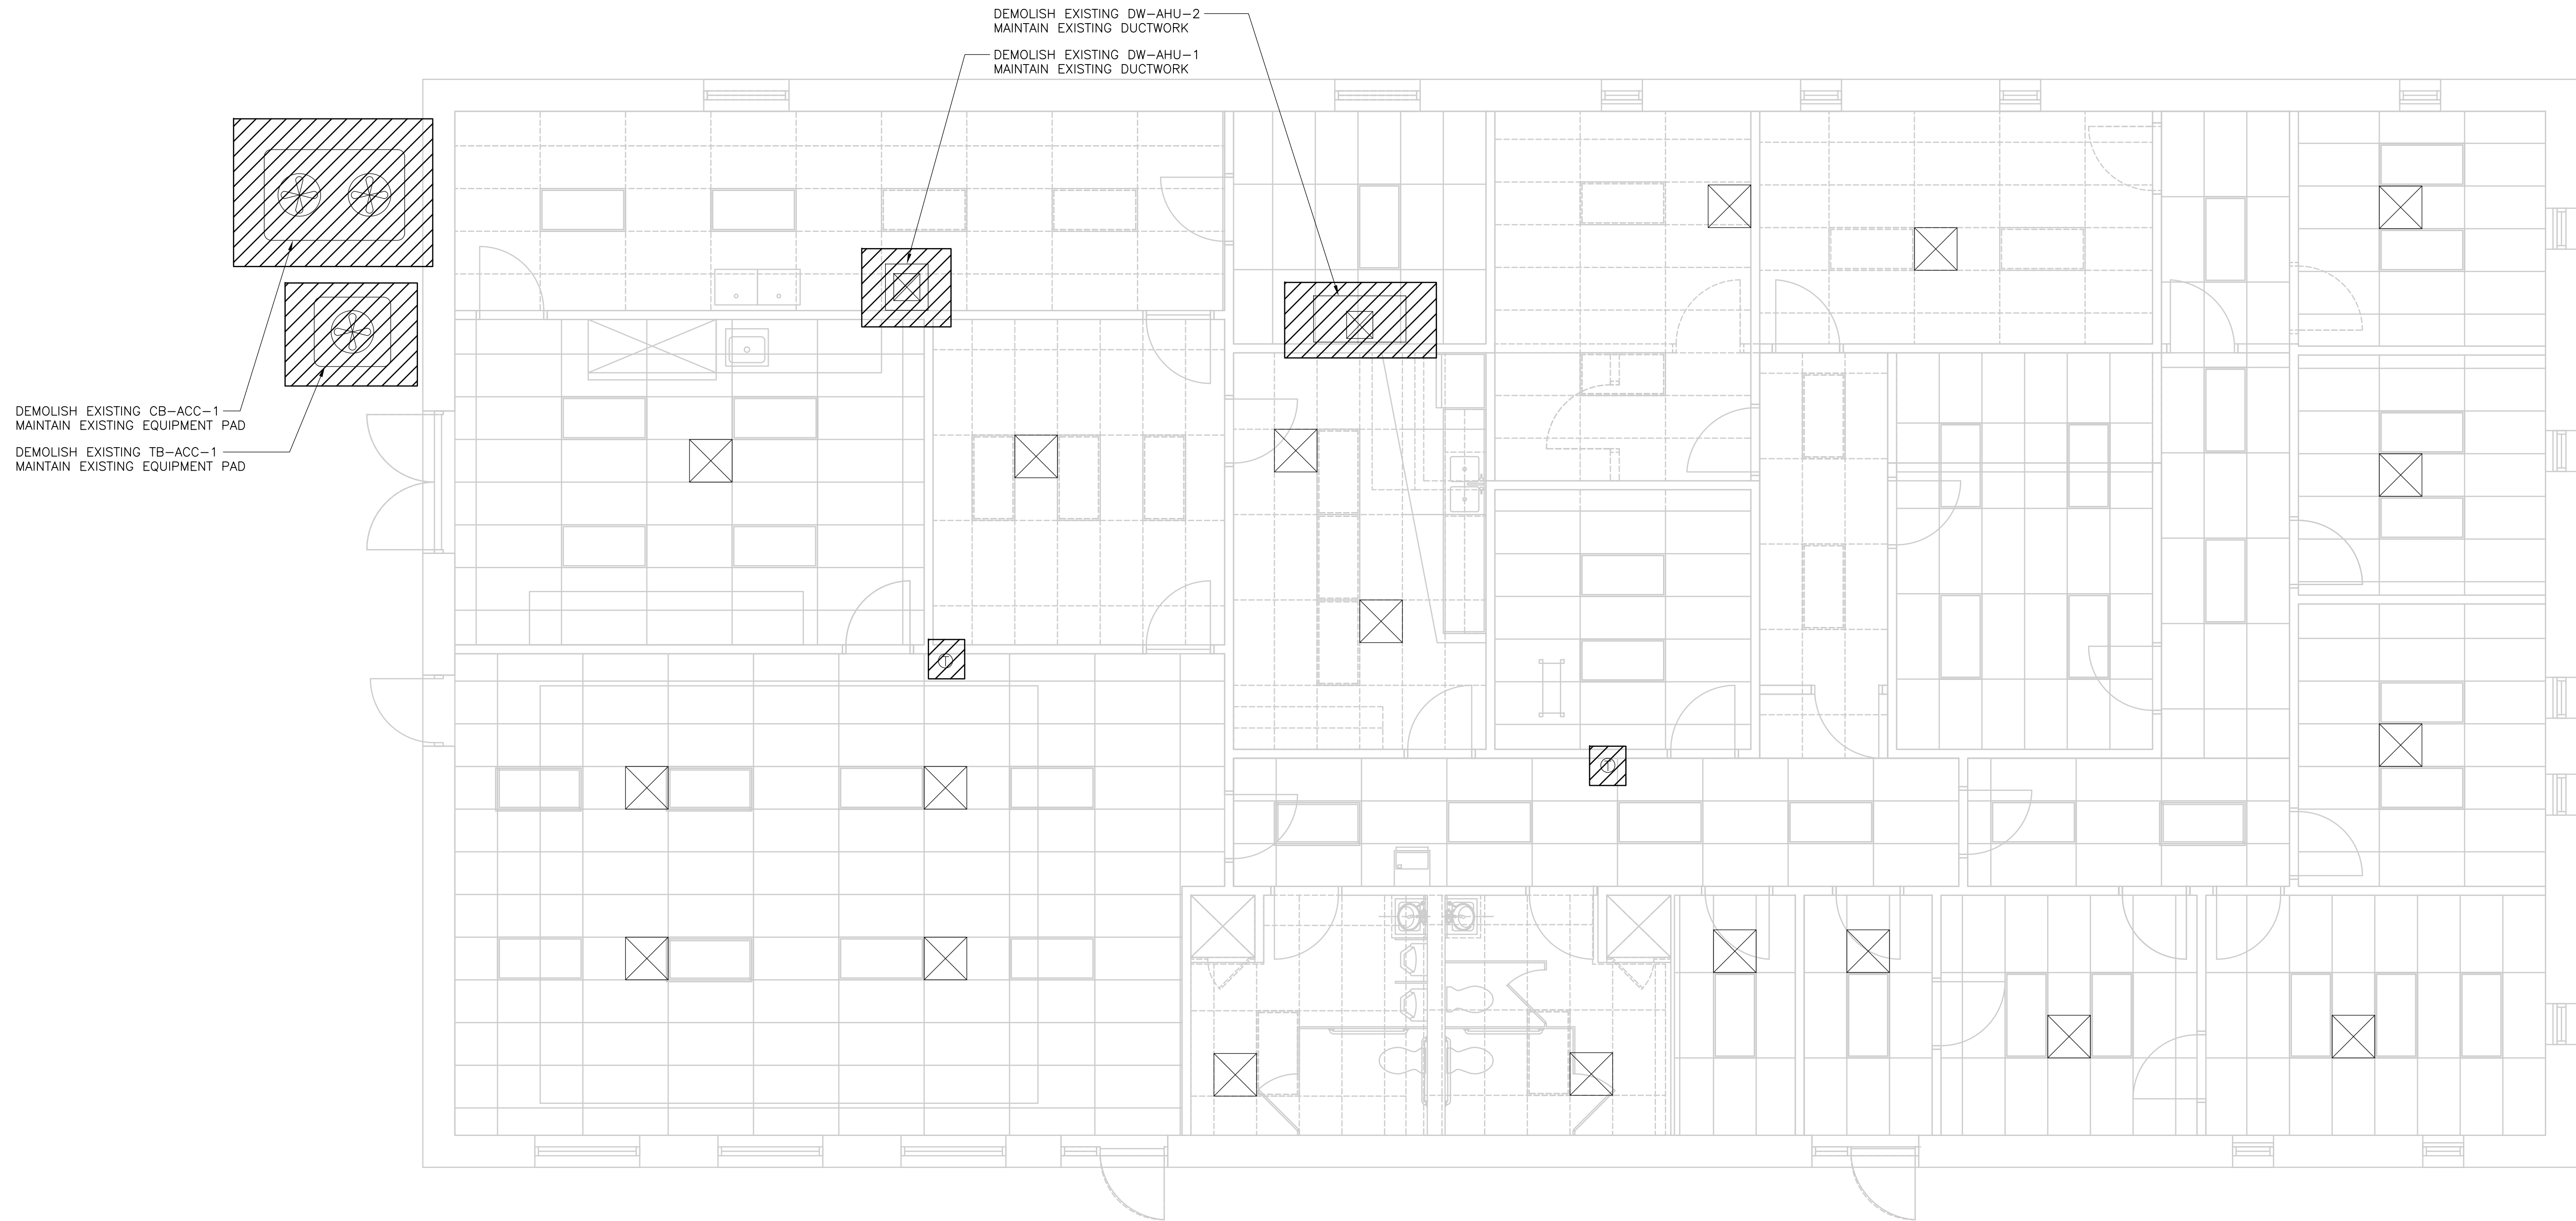 DEMOLISH EXISTING DW-AHU-2
MAINTAIN EXISTING DUCTWORK
DEMOLISH EXISTING DW-AHU-1
MAINTAIN EXISTING DUCTWORK
DEMOLISH EXISTING CB-ACC-1
MAINTAIN EXISTING EQUIPMENT PAD
DEMOLISH EXISTING TB-ACC-1
MAINTAIN EXISTING EQUIPMENT PAD
T
T